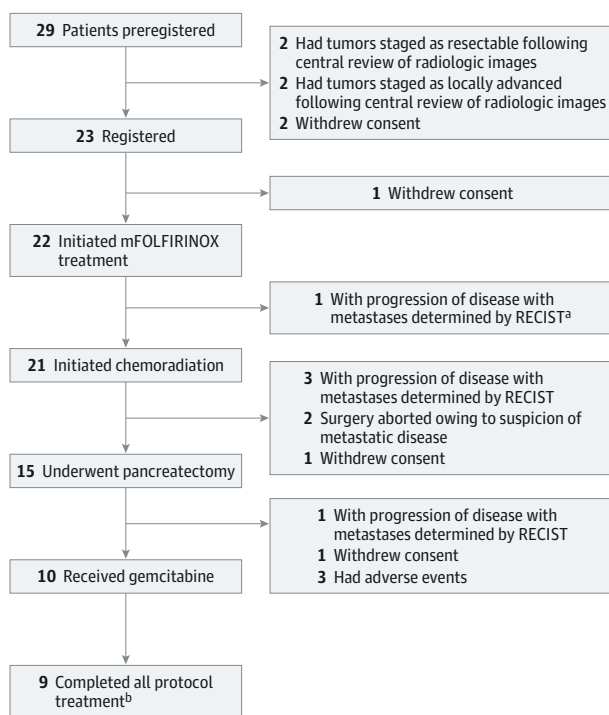 29 Patients preregistered
2 Had tumors staged as resectable following
central review of radiologic images
2 Had tumors staged as locally advanced
following central review of radiologic images
2 Withdrew consent
23 Registered
1 Withdrew consent
22 Initiated mFOLFIRINOX
treatment
1 With progression of disease with
metastases determined by RECISTᵃ
21 Initiated chemoradiation
3 With progression of disease with
metastases determined by RECIST
2 Surgery aborted owing to suspicion of
metastatic disease
1 Withdrew consent
15 Underwent pancreatectomy
1 With progression of disease with
metastases determined by RECIST
1 Withdrew consent
3 Had adverse events
10 Received gemcitabine
9 Completed all protocol
treatmentᵇ